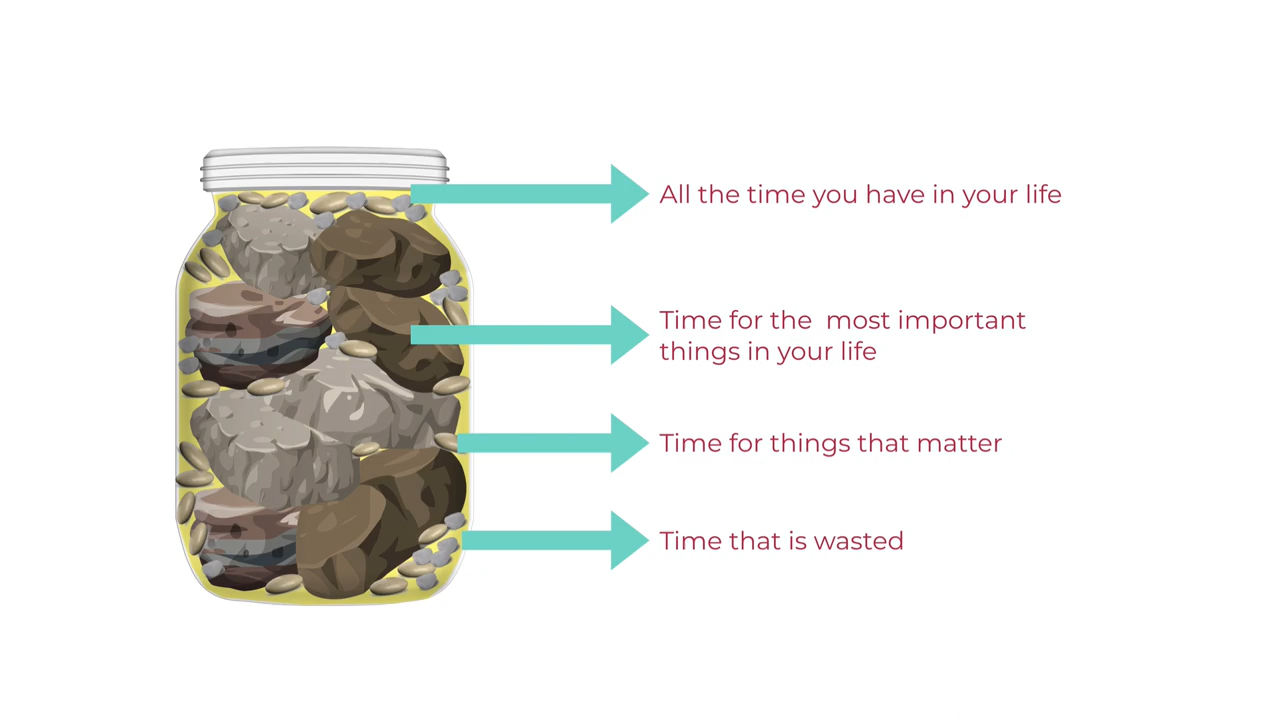 All the time you have in your life
Time for the  most important
things in your life
Time for things that matter
Time that is wasted